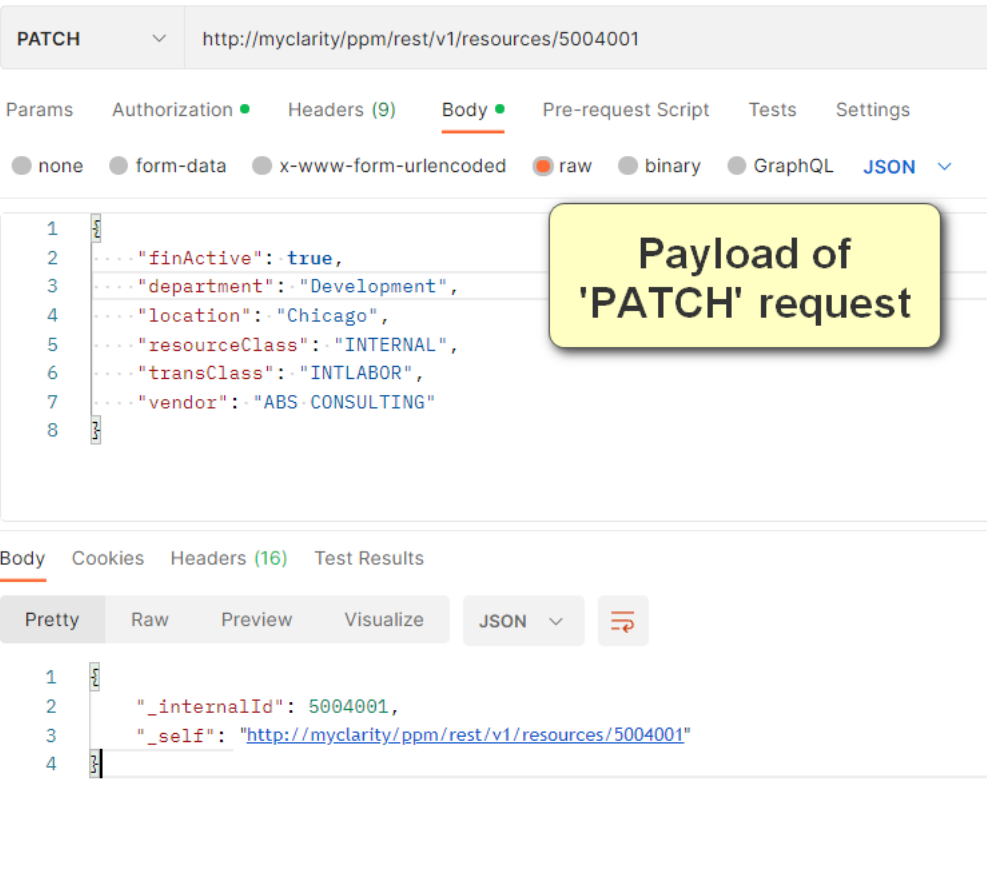 PATCH http://myclarity/ppm/rest/v1/resources/5004001
Params Authorization Headers (9) Body Pre-request Script Tests Settings
none form-data x-www-form-urlencoded raw binary GraphQL JSON
1 {
2 "finActive": true,
3 "department": "Development",
4 "location": "Chicago",
5 "resourceClass": "INTERNAL",
6 "transClass": "INTLABOR",
7 "vendor": "ABS CONSULTING"
8 }
Payload of
'PATCH' request
Body Cookies Headers (16) Test Results
Pretty Raw Preview Visualize JSON
1 {
2 "_internalId": 5004001,
3 "_self": "http://myclarity/ppm/rest/v1/resources/5004001"
4 }